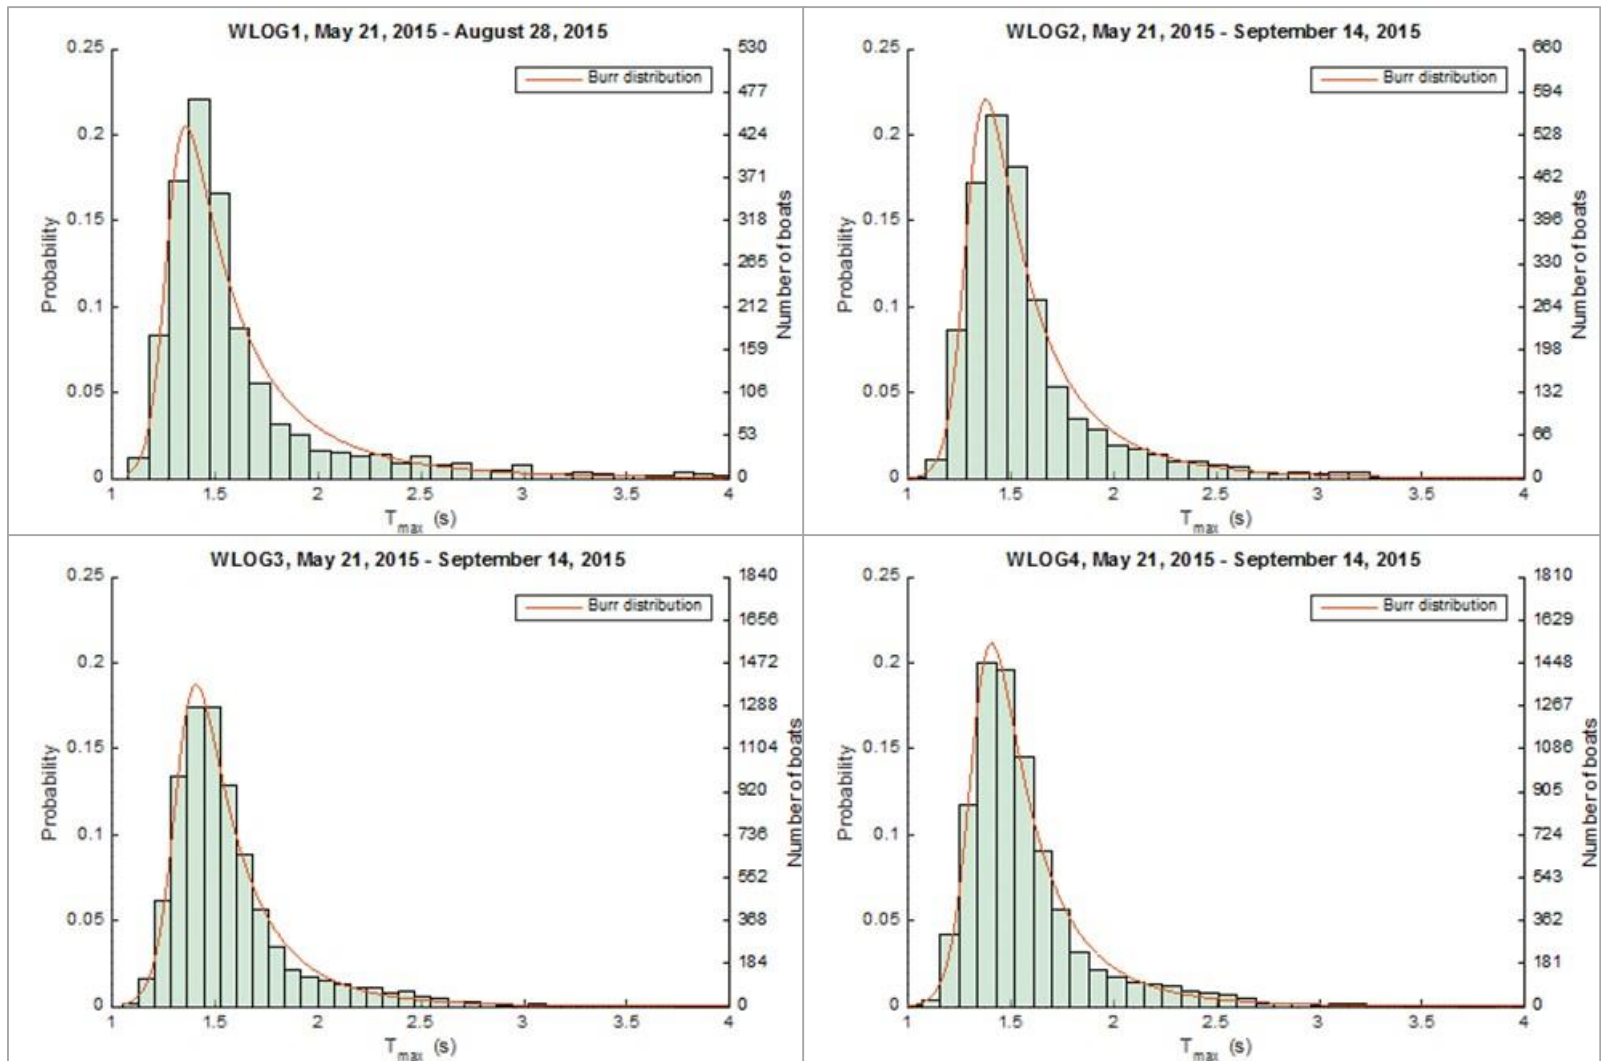 WLOG1, May 21, 2015 - August 28, 2015
Burr distribution
0.25
0.2
0.15
0.1
0.05
0
Probability
530
477
424
371
318
265
212
159
106
53
0
Number of boats
1 1.5 2 2.5 3 3.5 4
Tmax (s)
WLOG2, May 21, 2015 - September 14, 2015
Burr distribution
0.25
0.2
0.15
0.1
0.05
0
Probability
660
594
528
462
396
330
264
198
132
66
0
Number of boats
1 1.5 2 2.5 3 3.5 4
Tmax (s)
WLOG3, May 21, 2015 - September 14, 2015
Burr distribution
0.25
0.2
0.15
0.1
0.05
0
Probability
1840
1656
1472
1288
1104
920
736
552
368
184
0
Number of boats
1 1.5 2 2.5 3 3.5 4
Tmax (s)
WLOG4, May 21, 2015 - September 14, 2015
Burr distribution
0.25
0.2
0.15
0.1
0.05
0
Probability
1810
1629
1448
1267
1086
905
724
543
362
181
0
Number of boats
1 1.5 2 2.5 3 3.5 4
Tmax (s)